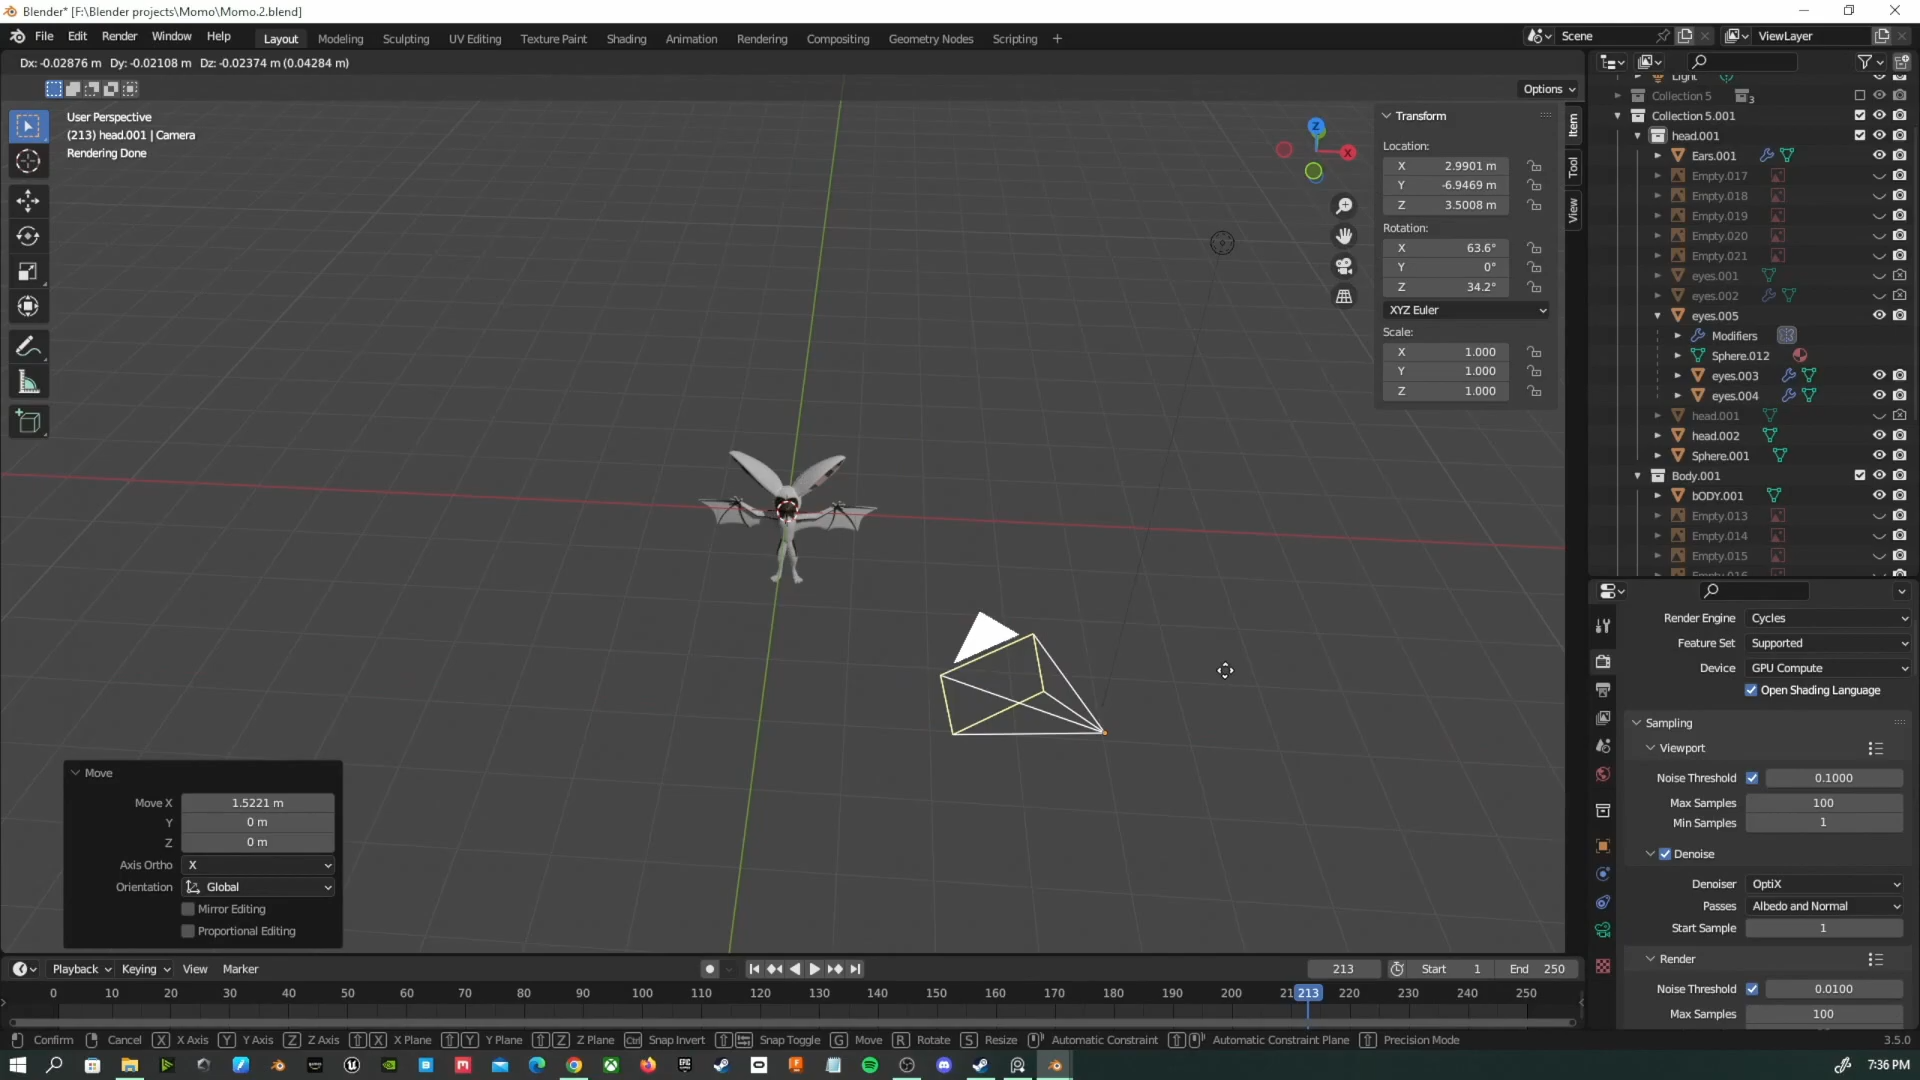 Blender* [F:\Blender projects\Momo\Momo.2.blend]
File Edit Render Window Help Layout Modeling Sculpting UV Editing Texture Paint Shading Animation Rendering Compositing Geometry Nodes Scripting + Scene ViewLayer
Dx: -0.02876 m Dy: -0.02108 m Dz: -0.02374 m (0.04284 m)
Options
User Perspective
(213) head.001 | Camera
Rendering Done
Z
X
Transform
Location:
X 2.9901 m
Y -6.9469 m
Z 3.5008 m
Rotation:
X 63.6°
Y 0°
Z 34.2°
XYZ Euler
Scale:
X 1.000
Y 1.000
Z 1.000
Item
Tool
View
Light
Collection 5 3
Collection 5.001
head.001
Ears.001
Empty.017
Empty.018
Empty.019
Empty.020
Empty.021
eyes.001
eyes.002
eyes.005
Modifiers
Sphere.012
eyes.003
eyes.004
head.001
head.002
Sphere.001
Body.001
bODY.001
Empty.013
Empty.014
Empty.015
Empty.016
Render Engine Cycles
Feature Set Supported
Device GPU Compute
Open Shading Language
Sampling
Viewport
Noise Threshold 0.1000
Max Samples 100
Min Samples 1
Denoise
Denoiser OptiX
Passes Albedo and Normal
Start Sample 1
Render
Noise Threshold 0.0100
Max Samples 100
Move
Move X 1.5221 m
Y 0 m
Z 0 m
Axis Ortho X
Orientation Global
Mirror Editing
Proportional Editing
Playback Keying View Marker 213 Start 1 End 250
0 10 20 30 40 50 60 70 80 90 100 110 120 130 140 150 160 170 180 190 200 21 213 220 230 240 250
Confirm Cancel X X Axis Y Y Axis Z Z Axis X X Plane Y Y Plane Z Z Plane Ctrl Snap Invert Snap Toggle G Move R Rotate S Resize Automatic Constraint Automatic Constraint Plane Precision Mode 3.5.0
7:36 PM